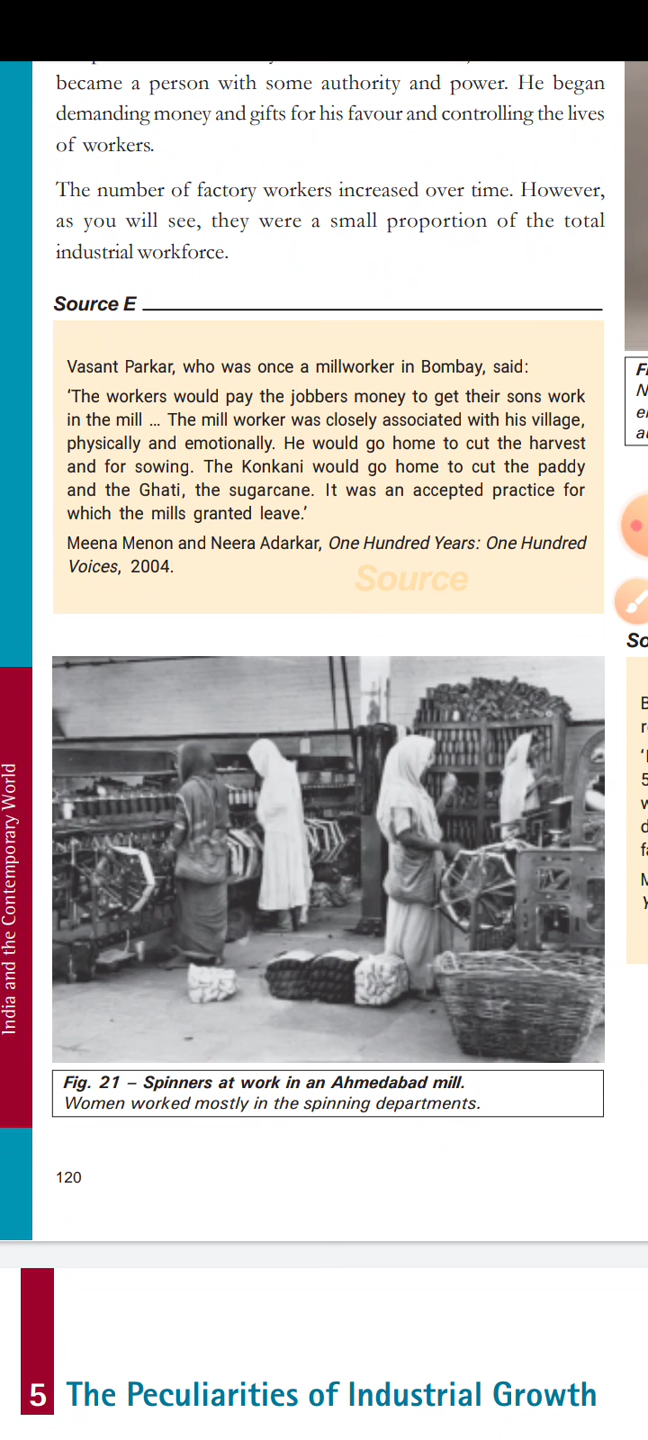 became a person with some authority and power. He began
demanding money and gifts for his favour and controlling the lives
of workers.
The number of factory workers increased over time. However,
as you will see, they were a small proportion of the total
industrial workforce.
Source E
Vasant Parkar, who was once a millworker in Bombay, said:
‘The workers would pay the jobbers money to get their sons work
in the mill ... The mill worker was closely associated with his village,
physically and emotionally. He would go home to cut the harvest
and for sowing. The Konkani would go home to cut the paddy
and the Ghati, the sugarcane. It was an accepted practice for
which the mills granted leave.’
Meena Menon and Neera Adarkar, One Hundred Years: One Hundred
Voices, 2004.
Source
Fig. 21 – Spinners at work in an Ahmedabad mill.
Women worked mostly in the spinning departments.
India and the Contemporary World
120
5 The Peculiarities of Industrial Growth